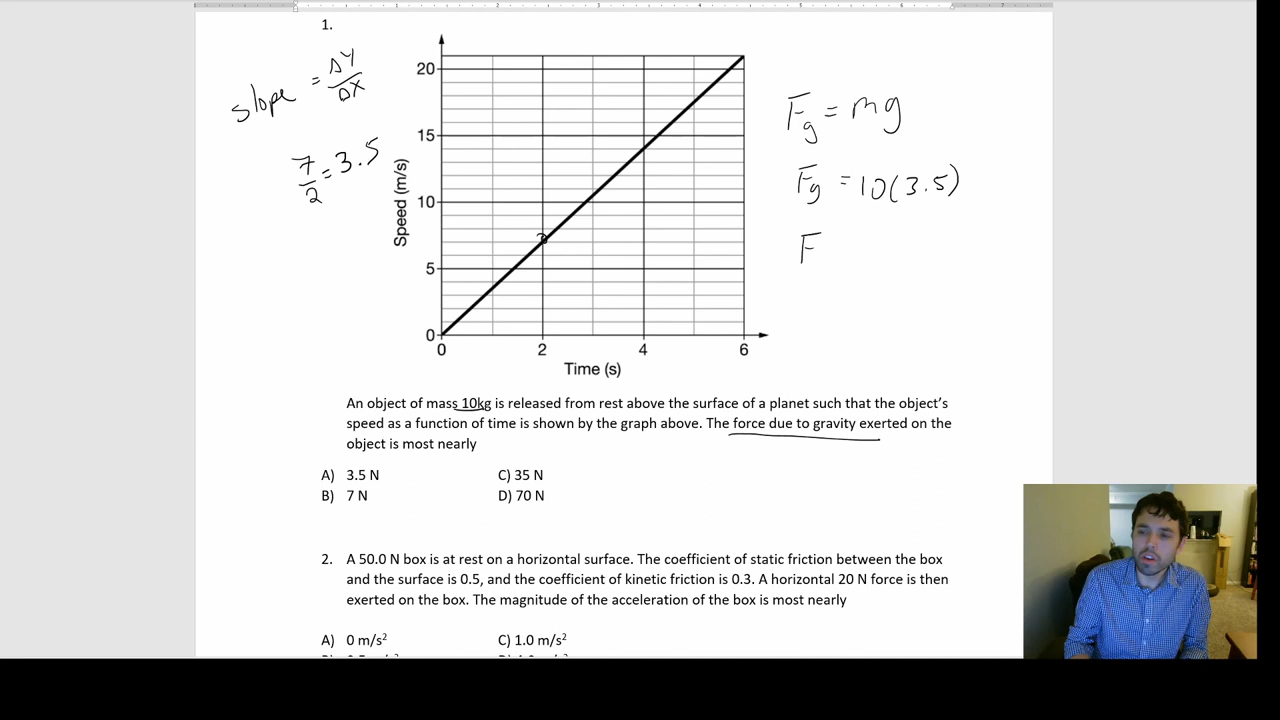 1.
slope = ΔY/ΔX
7/2 = 3.5
Speed (m/s)
20
15
10
5
0
0 2 4 6
Time (s)
Fg = mg
Fg = 10(3.5)
F
An object of mass 10kg is released from rest above the surface of a planet such that the object's
speed as a function of time is shown by the graph above. The force due to gravity exerted on the
object is most nearly
A) 3.5 N C) 35 N
B) 7 N D) 70 N
2. A 50.0 N box is at rest on a horizontal surface. The coefficient of static friction between the box
and the surface is 0.5, and the coefficient of kinetic friction is 0.3. A horizontal 20 N force is then
exerted on the box. The magnitude of the acceleration of the box is most nearly
A) 0 m/s² C) 1.0 m/s²